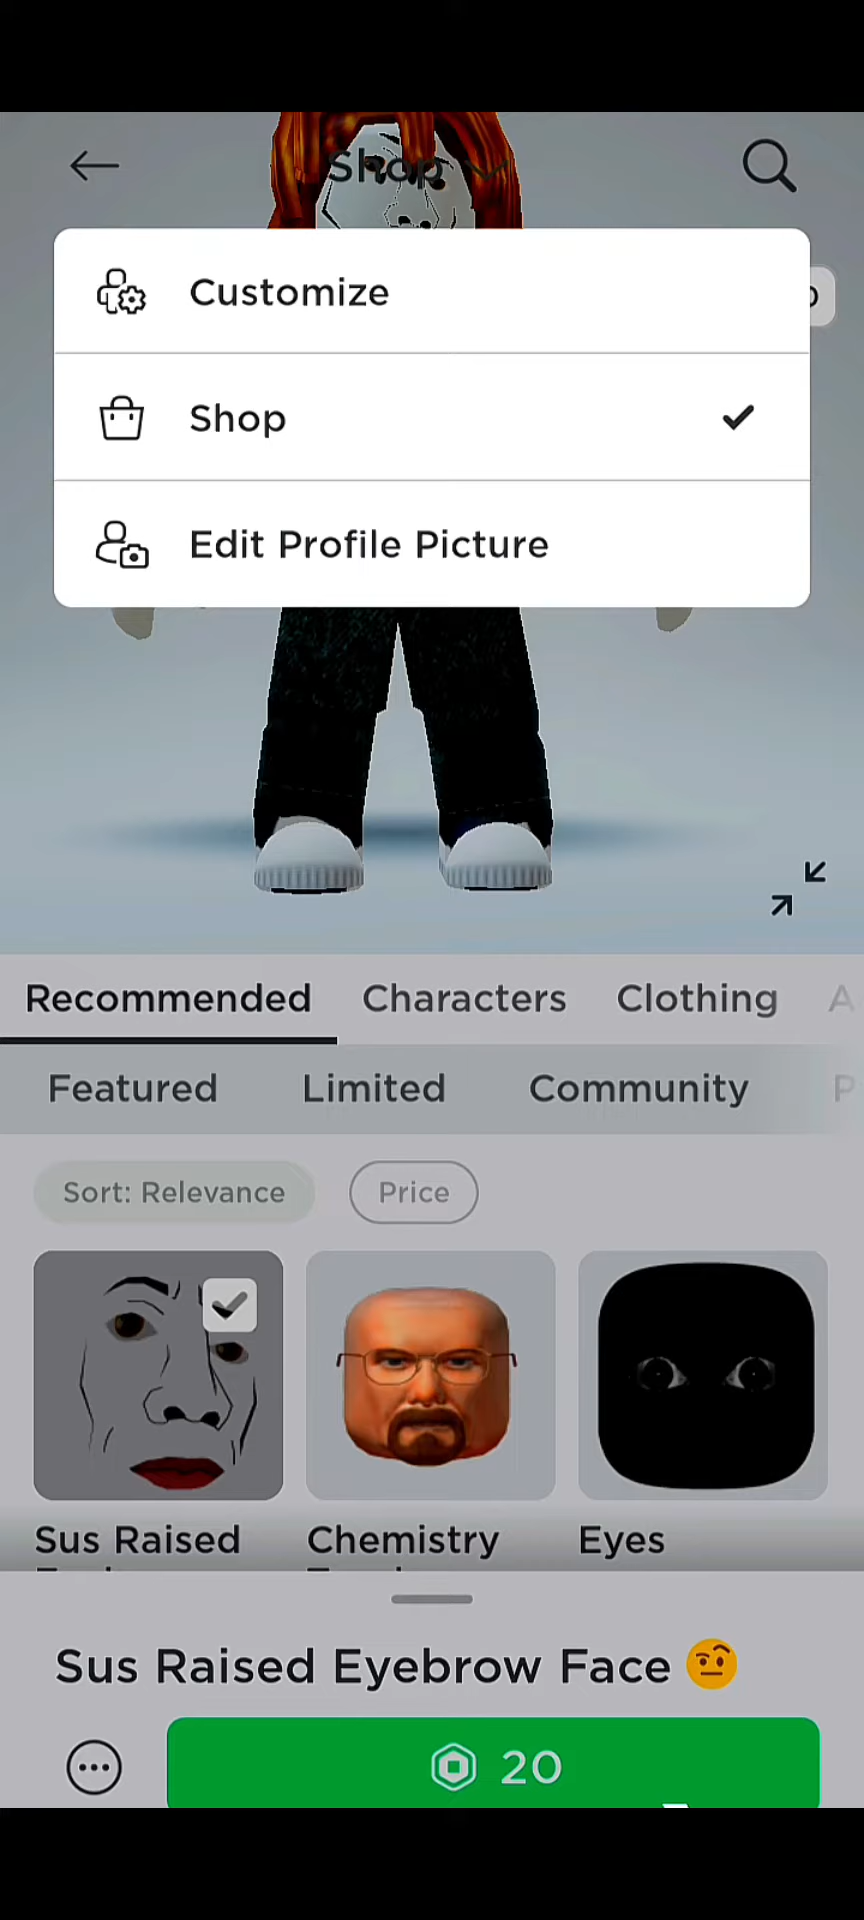 Shop
Customize
Shop
Edit Profile Picture
Recommended
Characters
Clothing
A
Featured
Limited
Community
P
Sort: Relevance
Price
Sus Raised
Chemistry
Eyes
Sus Raised Eyebrow Face 🤨
20